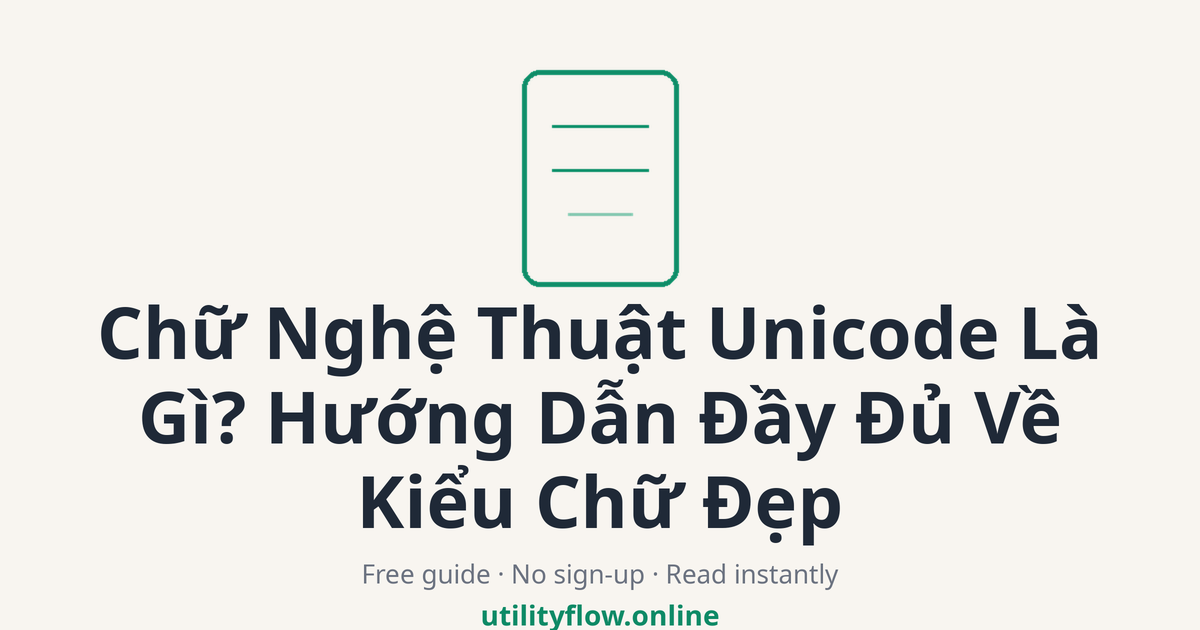 Chữ Nghệ Thuật Unicode Là
Gì? Hướng Dẫn Đầy Đủ Về
Kiểu Chữ Đẹp
Free guide · No sign-up · Read instantly
utilityflow.online